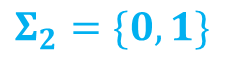 Σ₂ = {0, 1}